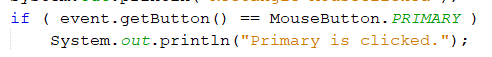 if ( event.getButton() == MouseButton.PRIMARY )
System.out.println("Primary is clicked.");